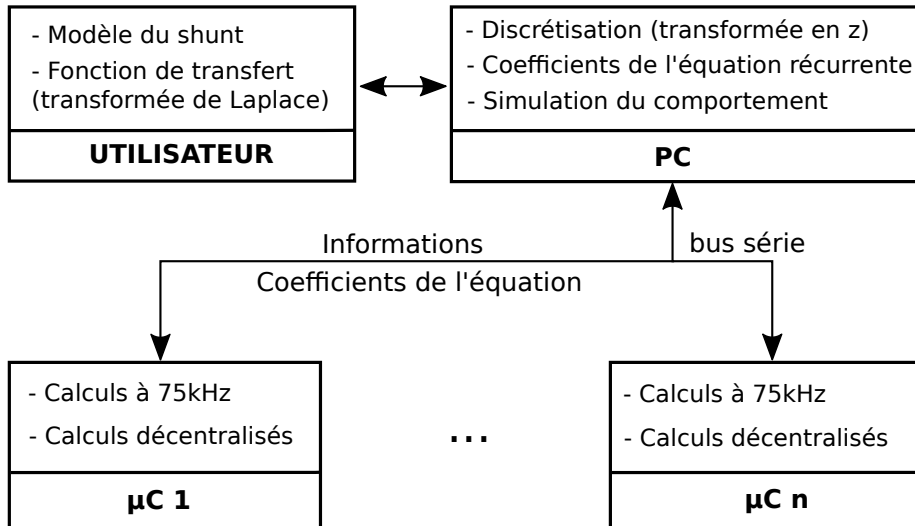 - Modèle du shunt
- Fonction de transfert
(transformée de Laplace)
UTILISATEUR
- Discrétisation (transformée en z)
- Coefficients de l'équation récurrente
- Simulation du comportement
PC
Informations
bus série
Coefficients de l'équation
- Calculs à 75kHz
- Calculs décentralisés
µC 1
...
- Calculs à 75kHz
- Calculs décentralisés
µC n